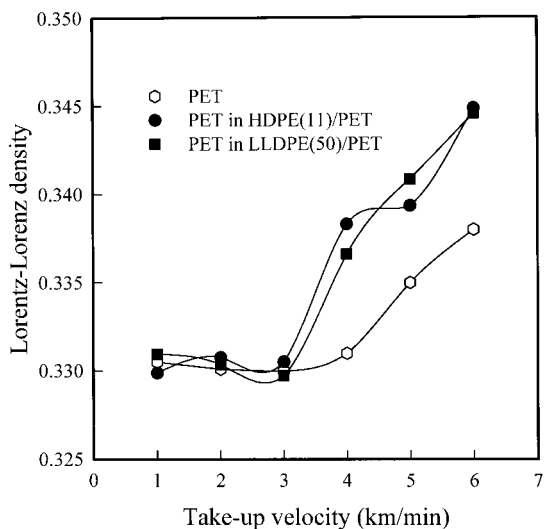 0.350
0.345
0.340
0.335
0.330
0.325
Lorentz-Lorenz density
PET
PET in HDPE(11)/PET
PET in LLDPE(50)/PET
0 1 2 3 4 5 6 7
Take-up velocity (km/min)